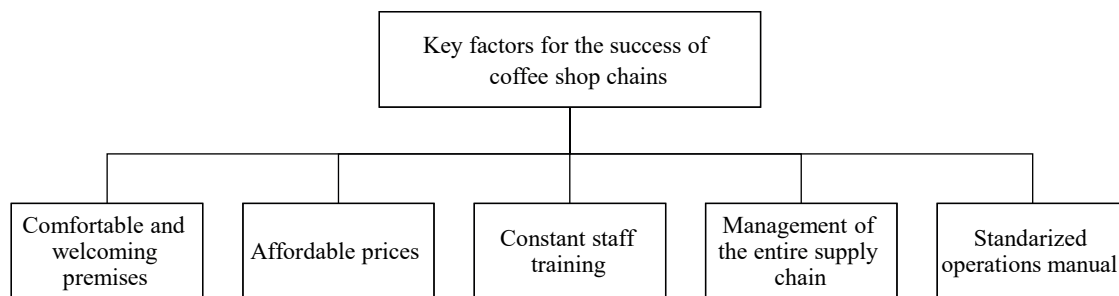 Key factors for the success of
coffee shop chains
Comfortable and
welcoming
premises
Affordable prices
Constant staff
training
Management of
the entire supply
chain
Standarized
operations manual